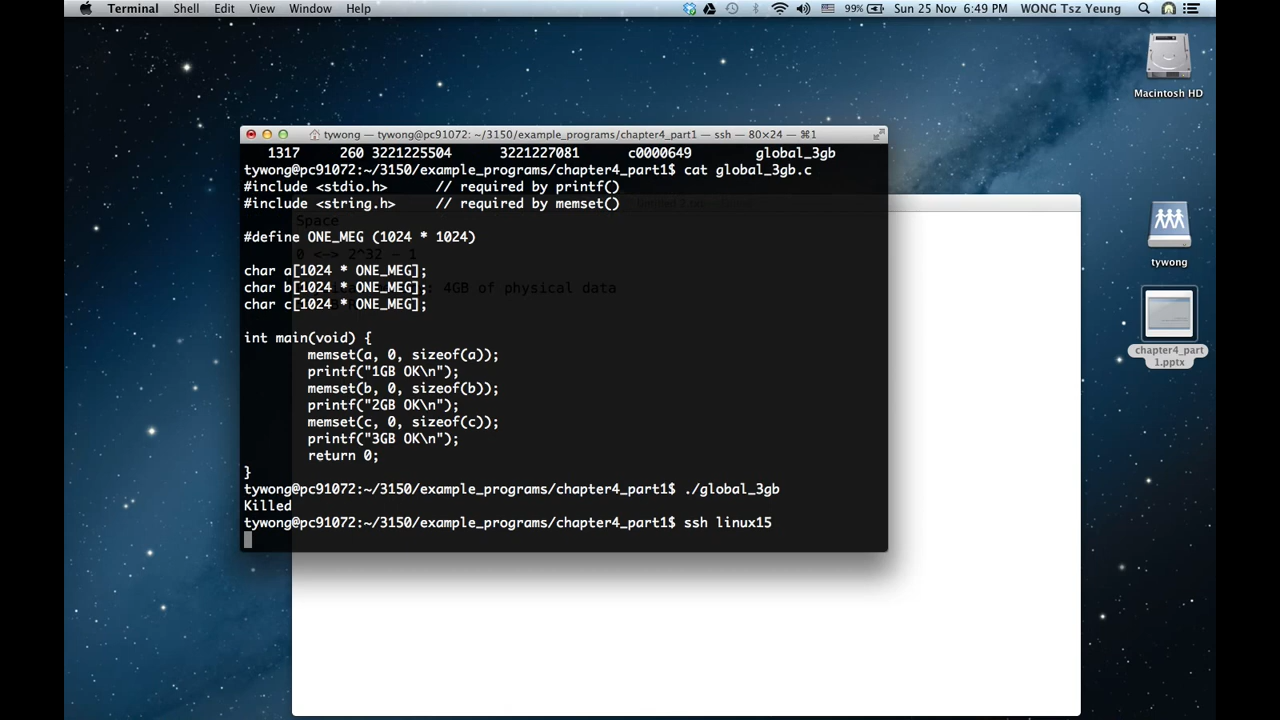 Terminal Shell Edit View Window Help 99% Sun 25 Nov 6:49 PM WONG Tsz Yeung
Macintosh HD
tywong
chapter4_part
1.pptx
tywong — tywong@pc91072: ~/3150/example_programs/chapter4_part1 — ssh — 80×24 — ⌘1
1317 260 3221225504 3221227081 c0000649 global_3gb
tywong@pc91072:~/3150/example_programs/chapter4_part1$ cat global_3gb.c
#include <stdio.h> // required by printf()
#include <string.h> // required by memset()
Space
#define ONE_MEG (1024 * 1024)
0 <-> 2^32 - 1
char a[1024 * ONE_MEG];
char b[1024 * ONE_MEG];
: 4GB of physical data
char c[1024 * ONE_MEG];
int main(void) {
memset(a, 0, sizeof(a));
printf("1GB OK\n");
memset(b, 0, sizeof(b));
printf("2GB OK\n");
memset(c, 0, sizeof(c));
printf("3GB OK\n");
return 0;
}
tywong@pc91072:~/3150/example_programs/chapter4_part1$ ./global_3gb
Killed
tywong@pc91072:~/3150/example_programs/chapter4_part1$ ssh linux15